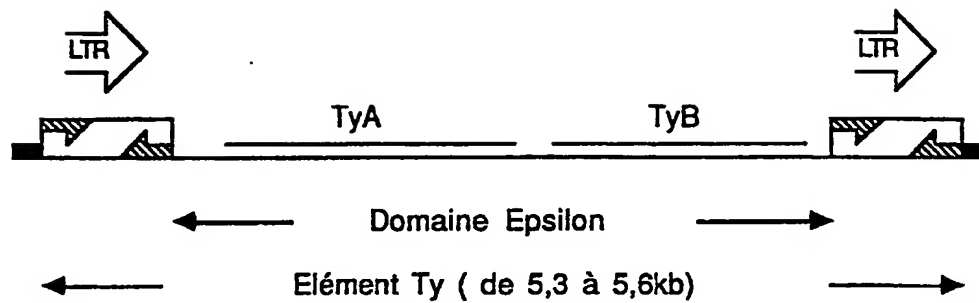 LTR LTR
TyA TyB
Domaine Epsilon
Elément Ty ( de 5,3 à 5,6kb)